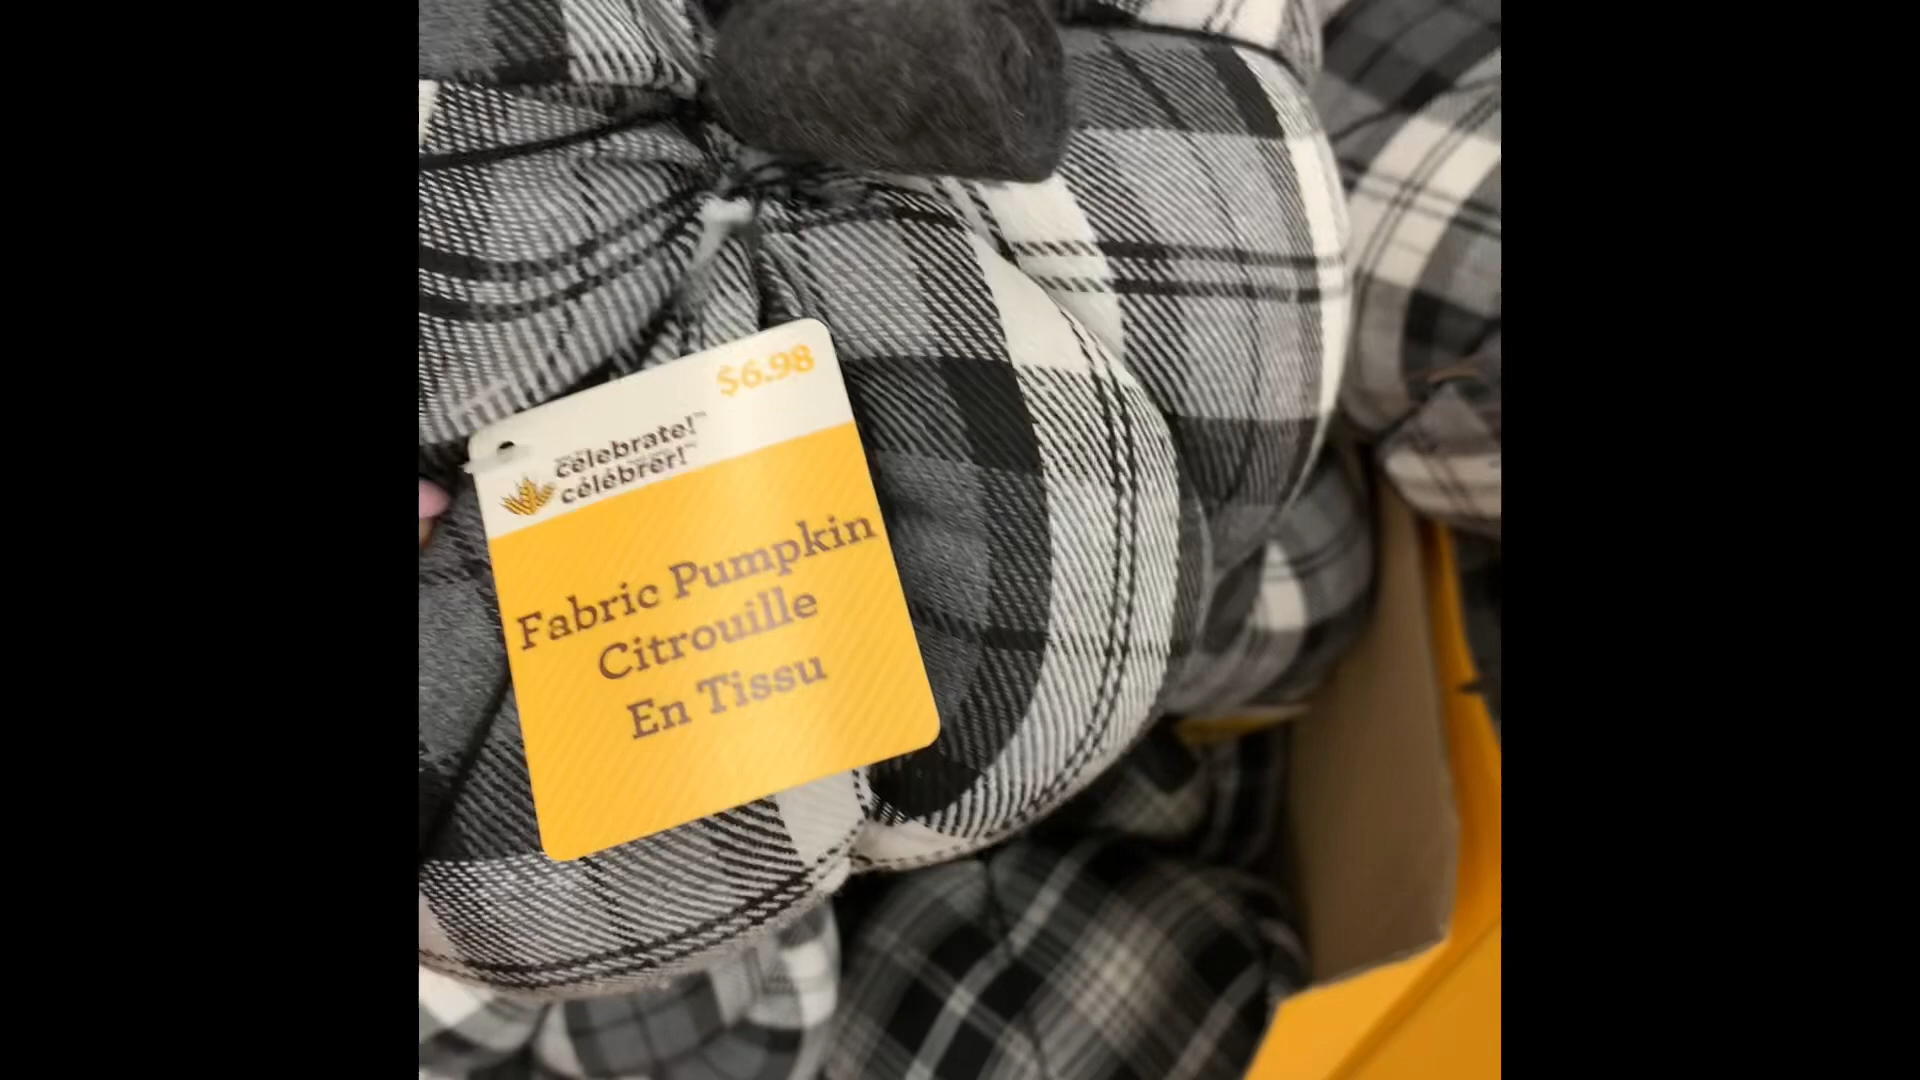 $6.98
celebrate!™
célébrer!™
Fabric Pumpkin
Citrouille
En Tissu